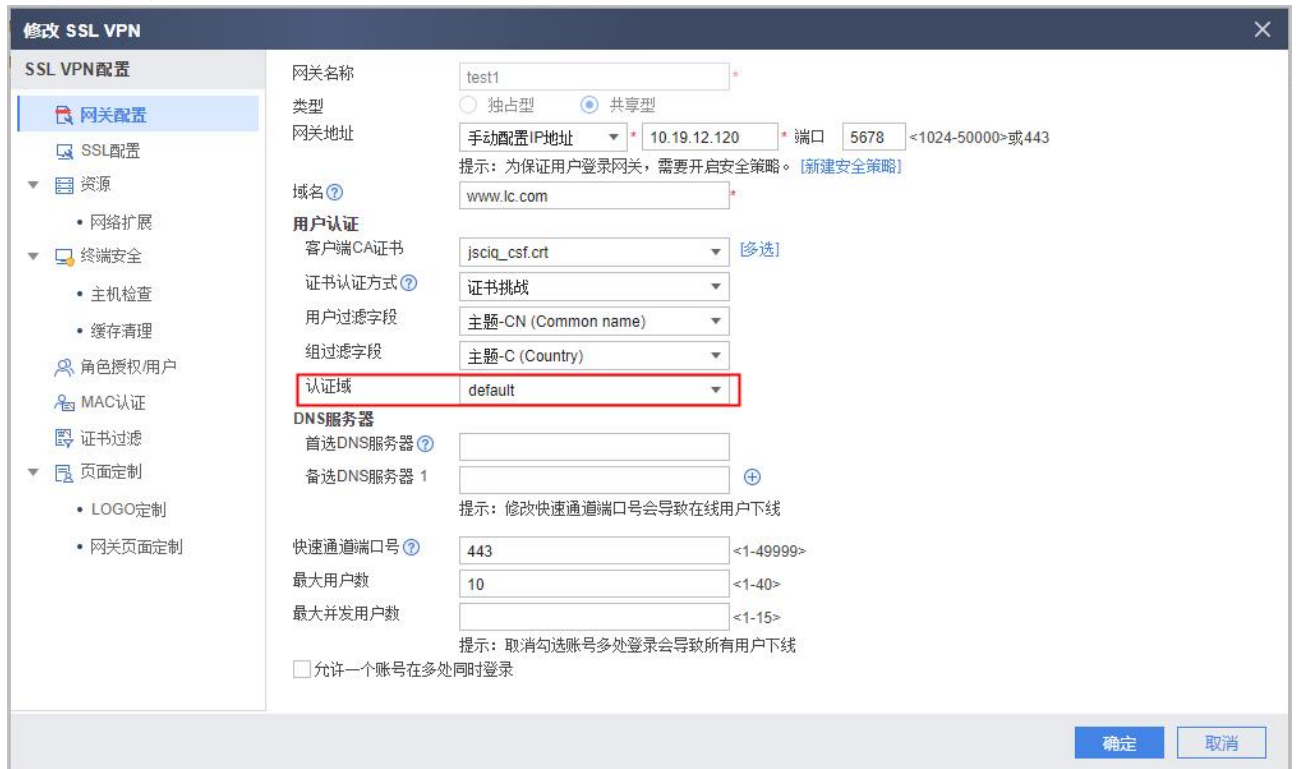 修改 SSL VPN
SSL VPN配置
网关配置
SSL配置
资源
• 网络扩展
终端安全
• 主机检查
• 缓存清理
角色授权/用户
MAC认证
证书过滤
页面定制
• LOGO定制
• 网关页面定制
网关名称 test1 *
类型 独占型 共享型
网关地址 手动配置IP地址 * 10.19.12.120 * 端口 5678 <1024-50000>或443
提示：为保证用户登录网关，需要开启安全策略。 [新建安全策略]
域名 ? www.lc.com *
用户认证
客户端CA证书 jsciq_csf.crt [多选]
证书认证方式 ? 证书挑战
用户过滤字段 主题-CN (Common name)
组过滤字段 主题-C (Country)
认证域 default
DNS服务器
首选DNS服务器 ?
备选DNS服务器 1
提示：修改快速通道端口号会导致在线用户下线
快速通道端口号 ? 443 <1-49999>
最大用户数 10 <1-40>
最大并发用户数 <1-15>
提示：取消勾选账号多处登录会导致所有用户下线
允许一个账号在多处同时登录
确定 取消